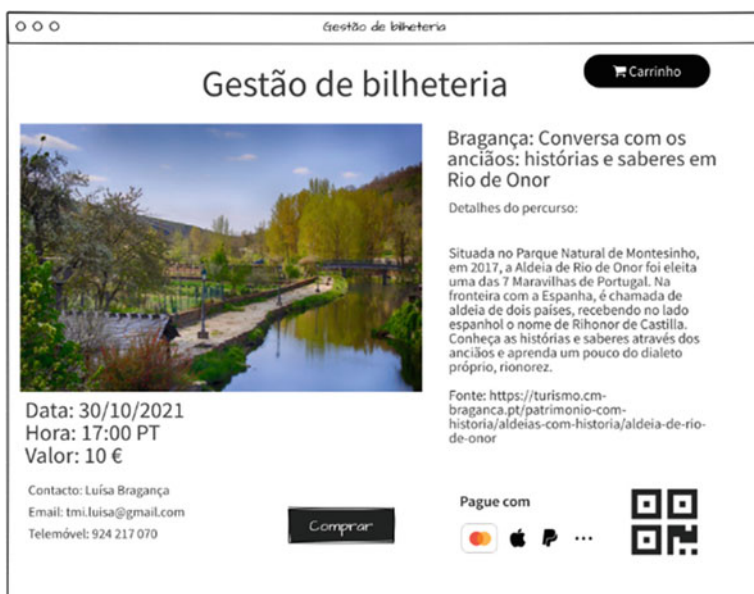 Gestão de bilheteria
Gestão de bilheteria
Carrinho
Bragança: Conversa com os
anciãos: histórias e saberes em
Rio de Onor
Detalhes do percurso:
Situada no Parque Natural de Montesinho,
em 2017, a Aldeia de Rio de Onor foi eleita
uma das 7 Maravilhas de Portugal. Na
fronteira com a Espanha, é chamada de
aldeia de dois países, recebendo no lado
espanhol o nome de Rihonor de Castilla.
Conheça as histórias e saberes através dos
anciãos e aprenda um pouco do dialeto
próprio, rionorez.
Fonte: https://turismo.cm-
braganca.pt/patrimonio-com-
historia/aldeias-com-historia/aldeia-de-rio-
de-onor
Data: 30/10/2021
Hora: 17:00 PT
Valor: 10 €
Contacto: Luísa Bragança
Email: tmi.luisa@gmail.com
Telemóvel: 924 217 070
Comprar
Pague com